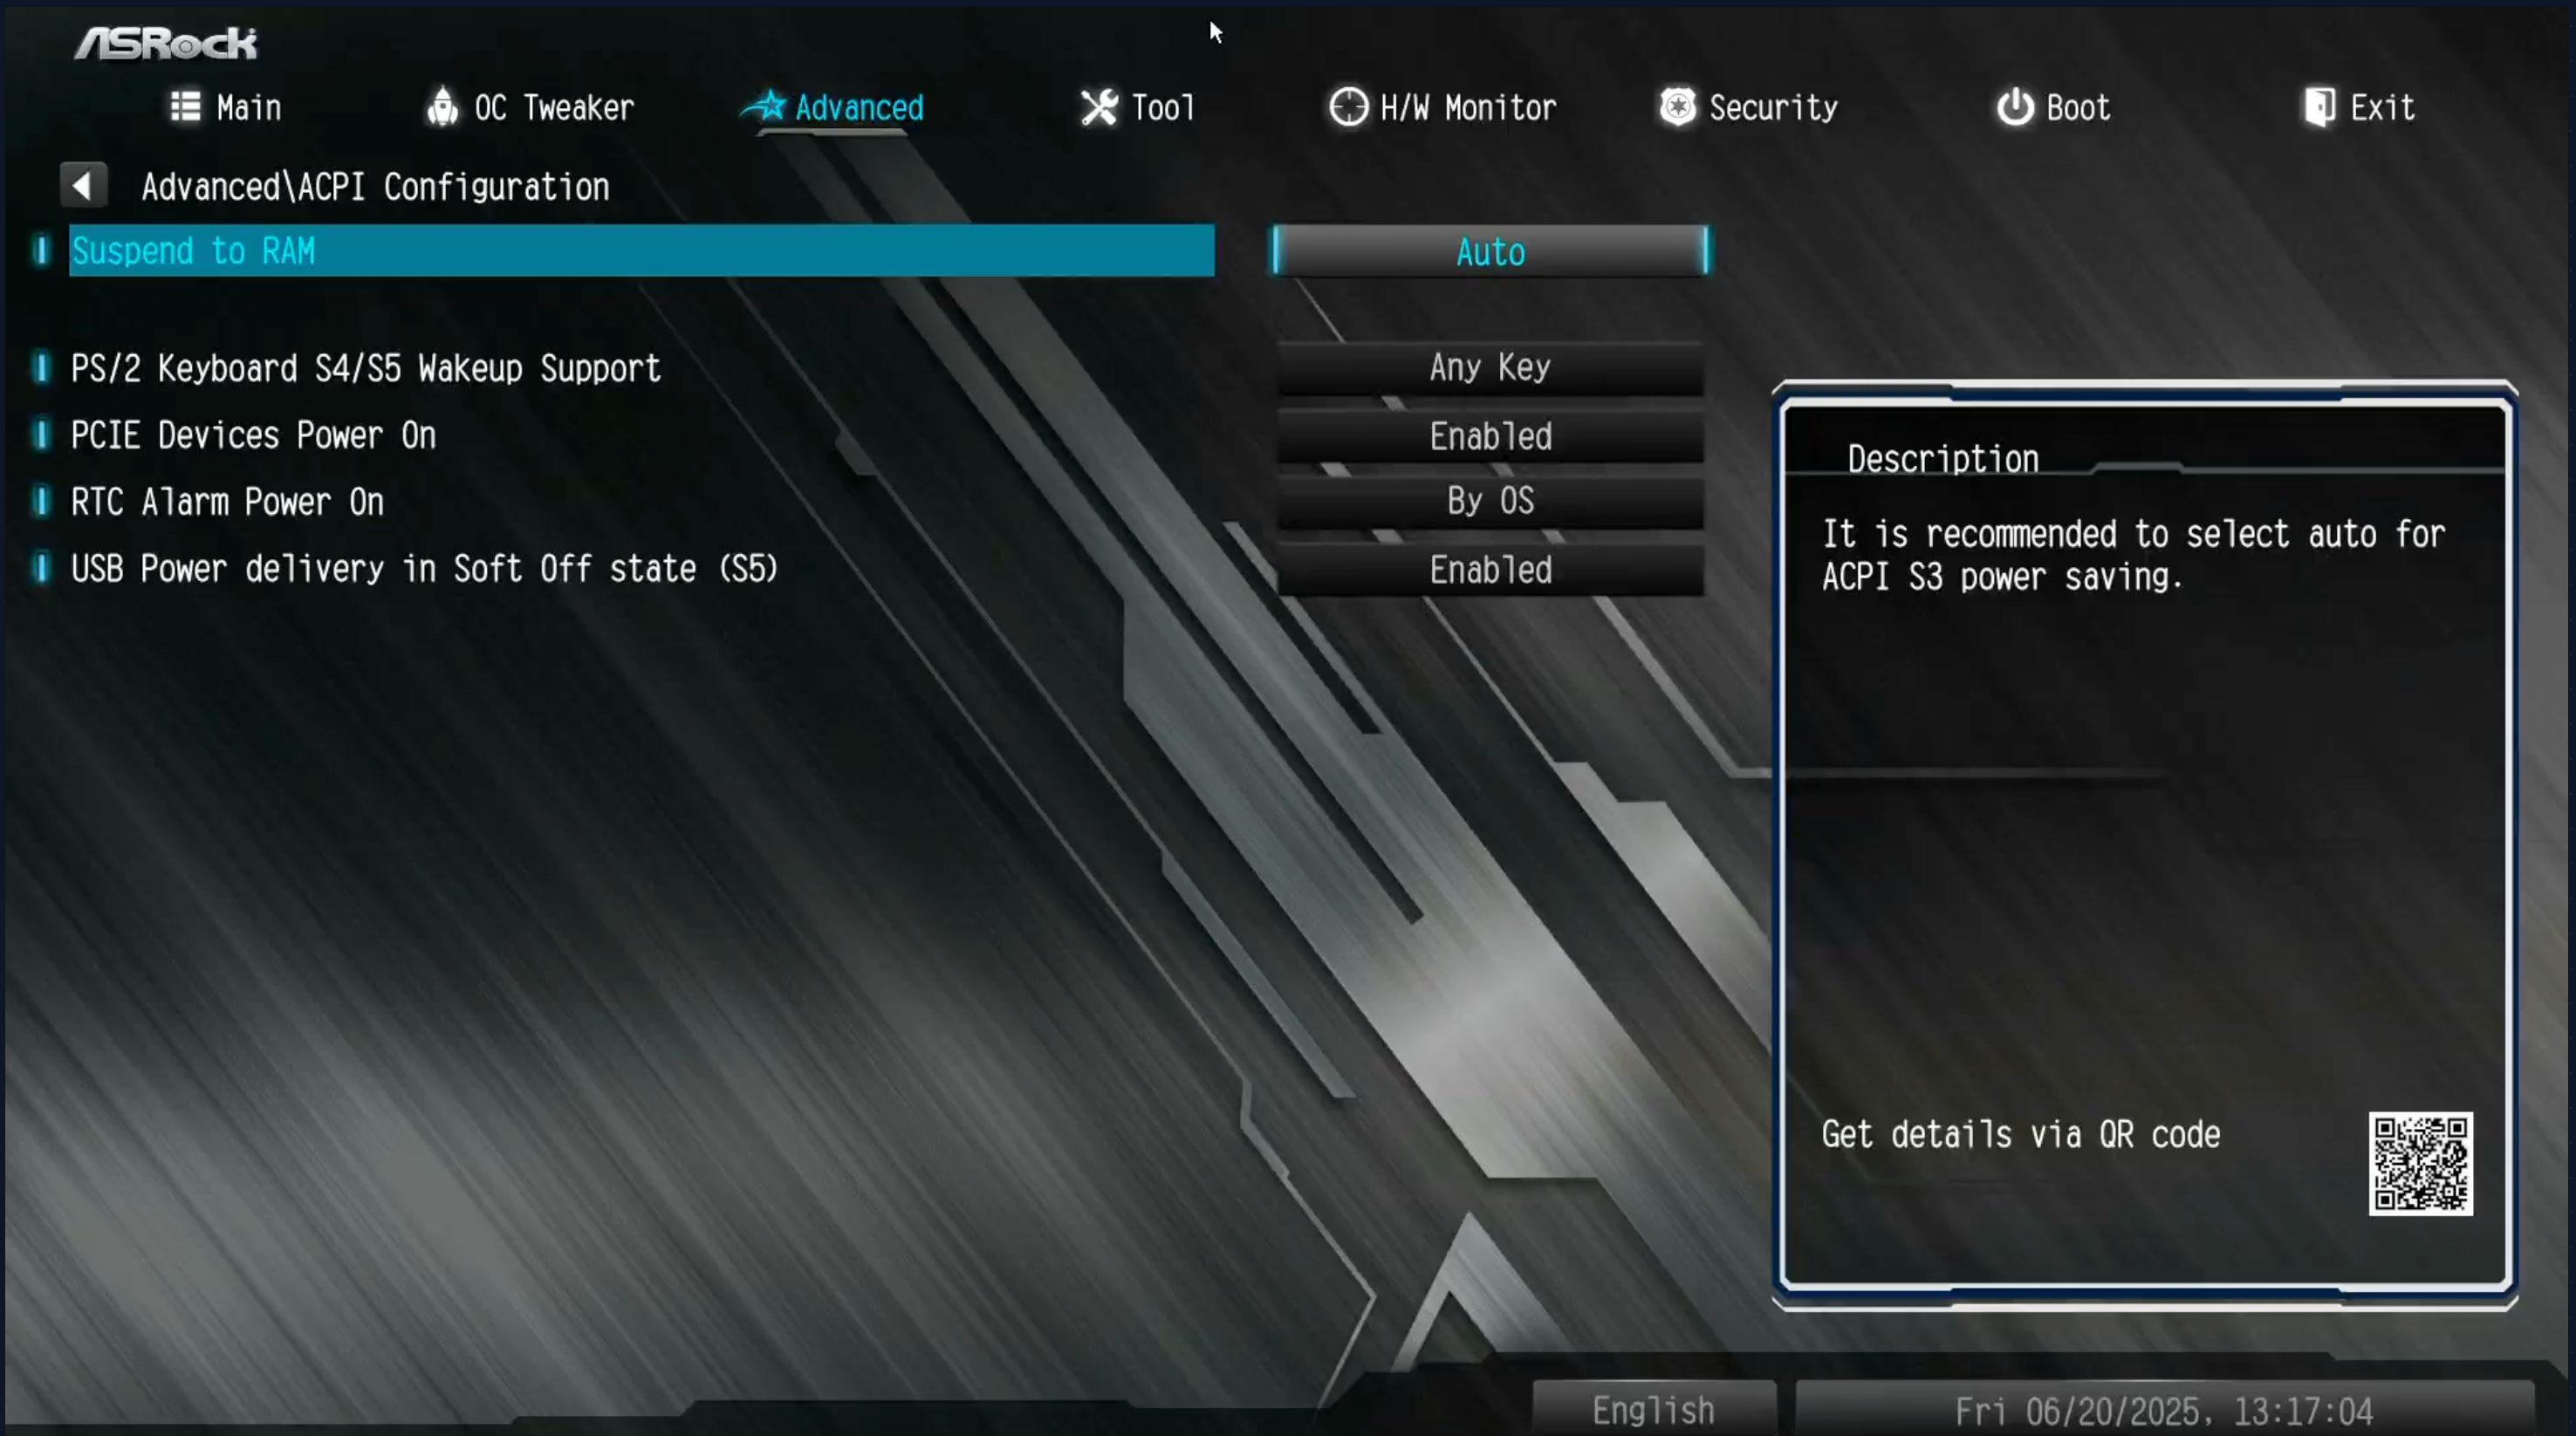 ASRock
Main OC Tweaker Advanced Tool H/W Monitor Security Boot Exit
Advanced\ACPI Configuration
Suspend to RAM Auto
PS/2 Keyboard S4/S5 Wakeup Support Any Key
PCIE Devices Power On Enabled
RTC Alarm Power On By OS
USB Power delivery in Soft Off state (S5) Enabled
Description
It is recommended to select auto for
ACPI S3 power saving.
Get details via QR code
English Fri 06/20/2025, 13:17:04